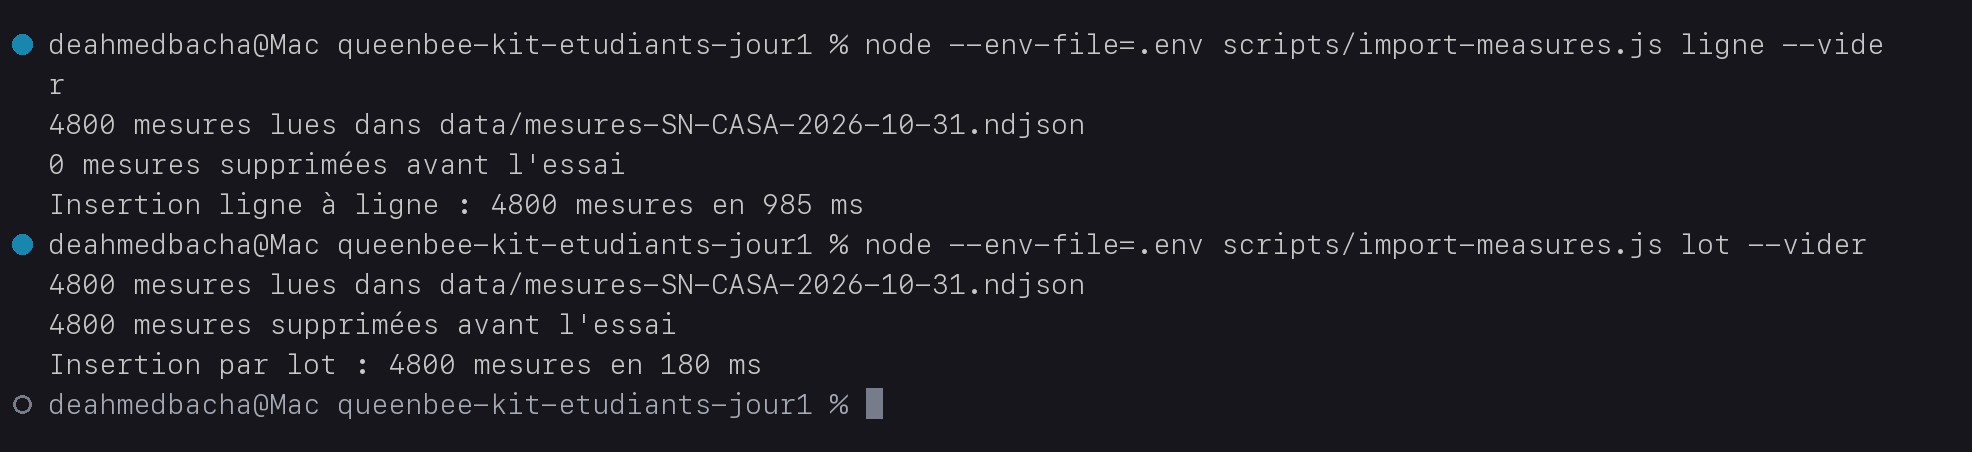 deahmedbacha@Mac queenbee-kit-etudiants-jour1 % node --env-file=.env scripts/import-measures.js ligne --vide
r
4800 mesures lues dans data/mesures-SN-CASA-2026-10-31.ndjson
0 mesures supprimées avant l'essai
Insertion ligne à ligne : 4800 mesures en 985 ms
deahmedbacha@Mac queenbee-kit-etudiants-jour1 % node --env-file=.env scripts/import-measures.js lot --vider
4800 mesures lues dans data/mesures-SN-CASA-2026-10-31.ndjson
4800 mesures supprimées avant l'essai
Insertion par lot : 4800 mesures en 180 ms
deahmedbacha@Mac queenbee-kit-etudiants-jour1 %